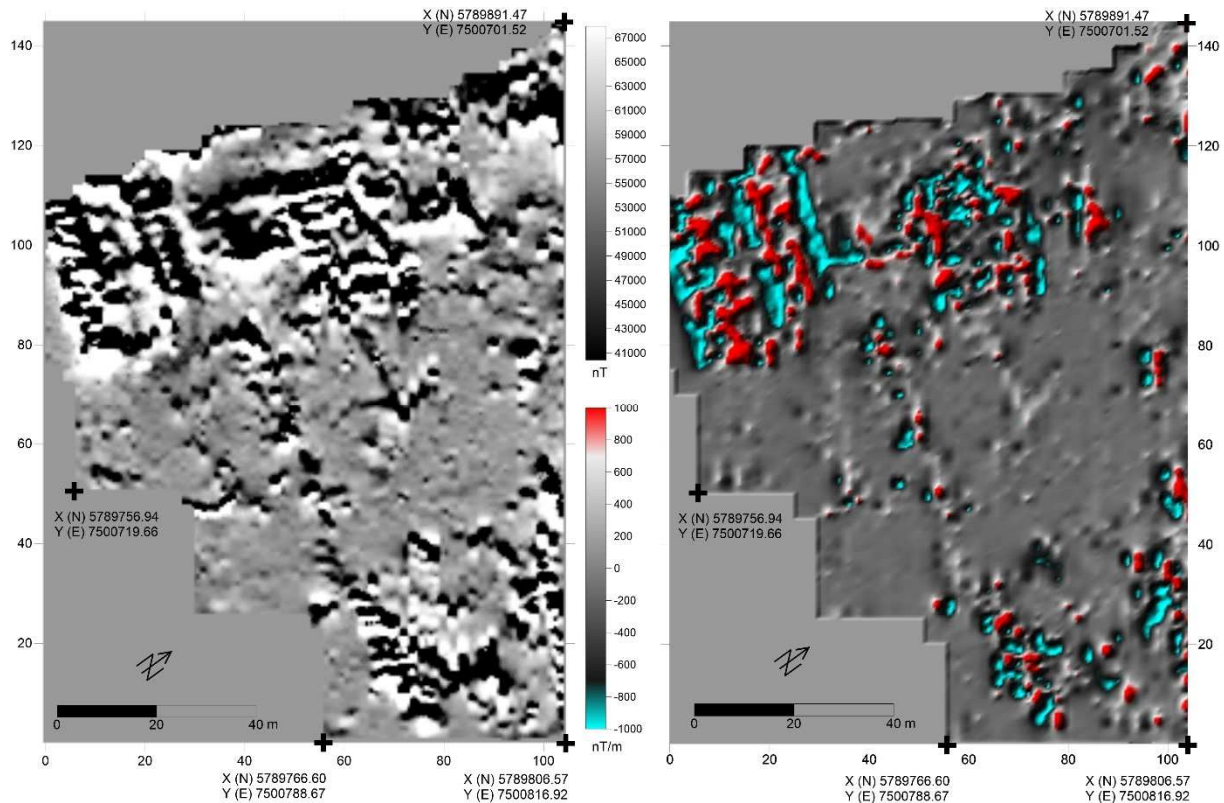 X (N) 5789891.47
Y (E) 7500701.52
140
120
100
80
60
40
20
X (N) 5789756.94
Y (E) 7500719.66
N
0 20 40 m
0 20 40 60 80 100
X (N) 5789766.60
Y (E) 7500788.67
X (N) 5789806.57
Y (E) 7500816.92
67000
65000
63000
61000
59000
57000
55000
53000
51000
49000
47000
45000
43000
41000
nT
1000
800
600
400
200
0
-200
-400
-600
-800
-1000
nT/m
X (N) 5789891.47
Y (E) 7500701.52
140
120
100
80
60
40
20
X (N) 5789756.94
Y (E) 7500719.66
N
0 20 40 m
0 20 40 60 80 100
X (N) 5789766.60
Y (E) 7500788.67
X (N) 5789806.57
Y (E) 7500816.92